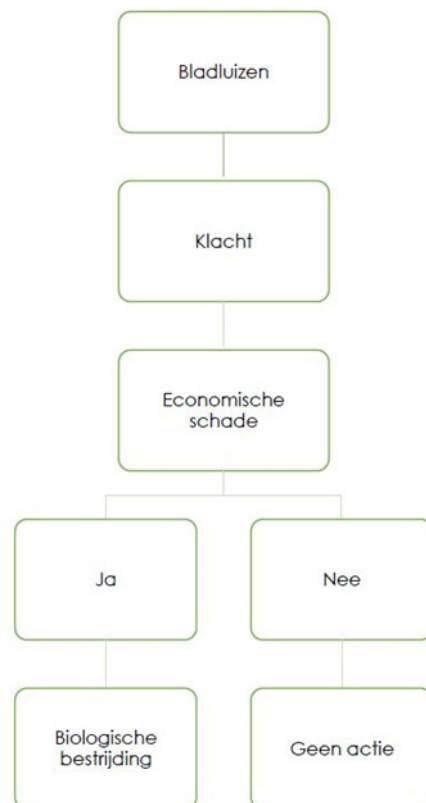 Bladluizen
Klacht
Economische
schade
Ja
Nee
Biologische
bestrijding
Geen actie